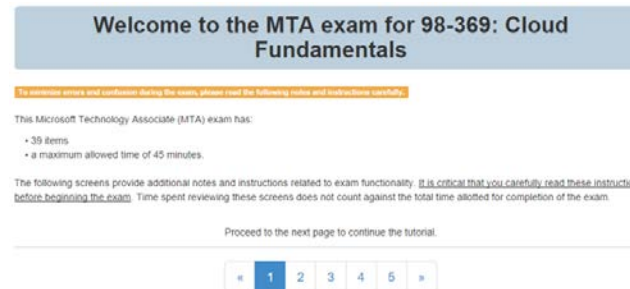 Welcome to the MTA exam for 98-369: Cloud
Fundamentals
To minimize errors and confusion during the exam, please read the following notes and instructions carefully.
This Microsoft Technology Associate (MTA) exam has:
• 39 items
• a maximum allowed time of 45 minutes.
The following screens provide additional notes and instructions related to exam functionality. It is critical that you carefully read these instructio
before beginning the exam. Time spent reviewing these screens does not count against the total time allotted for completion of the exam.
Proceed to the next page to continue the tutorial.
« 1 2 3 4 5 »